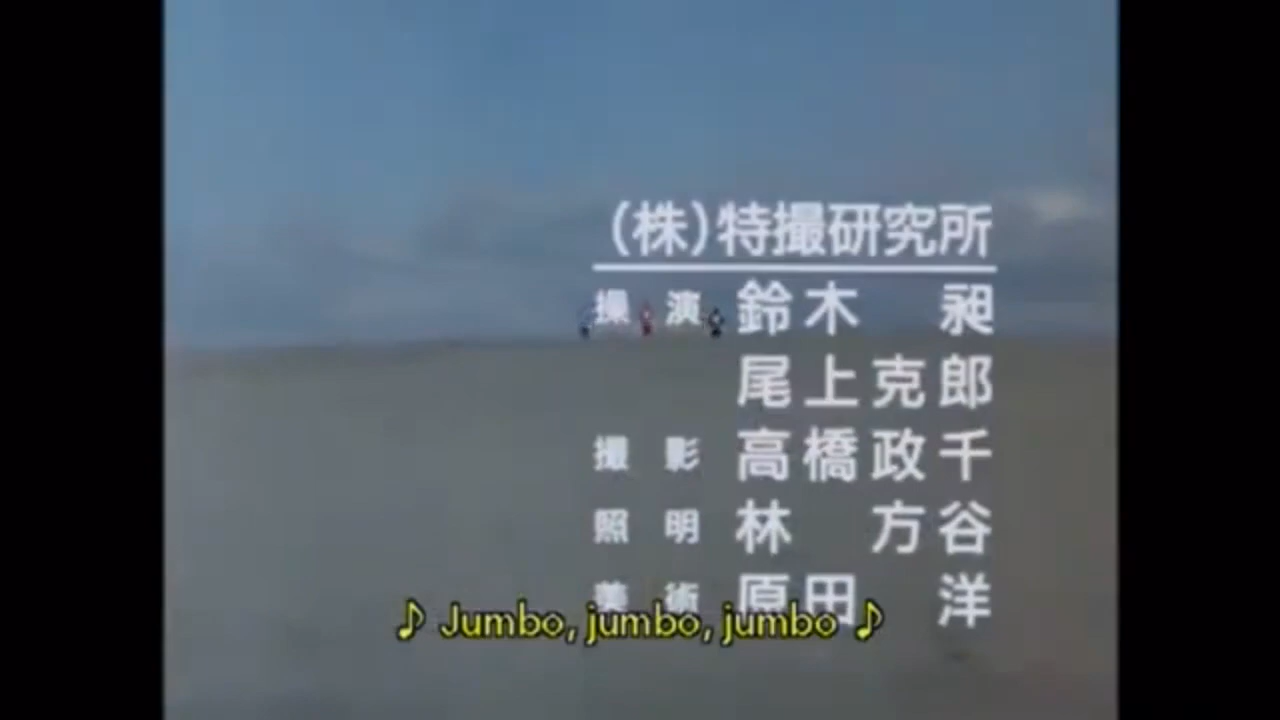 (株)特撮研究所
操演 鈴木 昶
尾上克郎
撮影 高橋政千
照明 林 方谷
美術 原田 洋
♪ Jumbo, jumbo, jumbo ♪